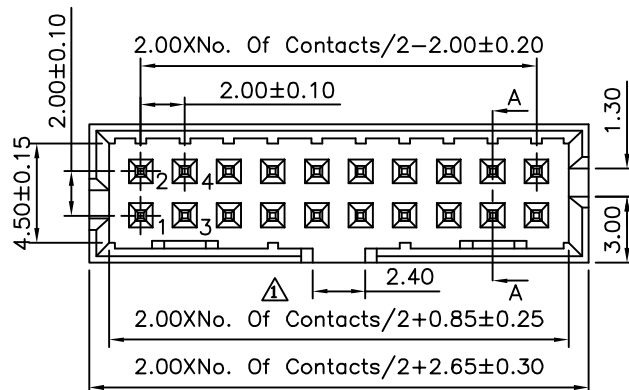 2.00XNo. Of Contacts/2-2.00±0.20
2.00±0.10
2.00±0.10
A
1.30
4.50±0.15
2 4
1 3
3.00
1
2.40
A
2.00XNo. Of Contacts/2+0.85±0.25
2.00XNo. Of Contacts/2+2.65±0.30